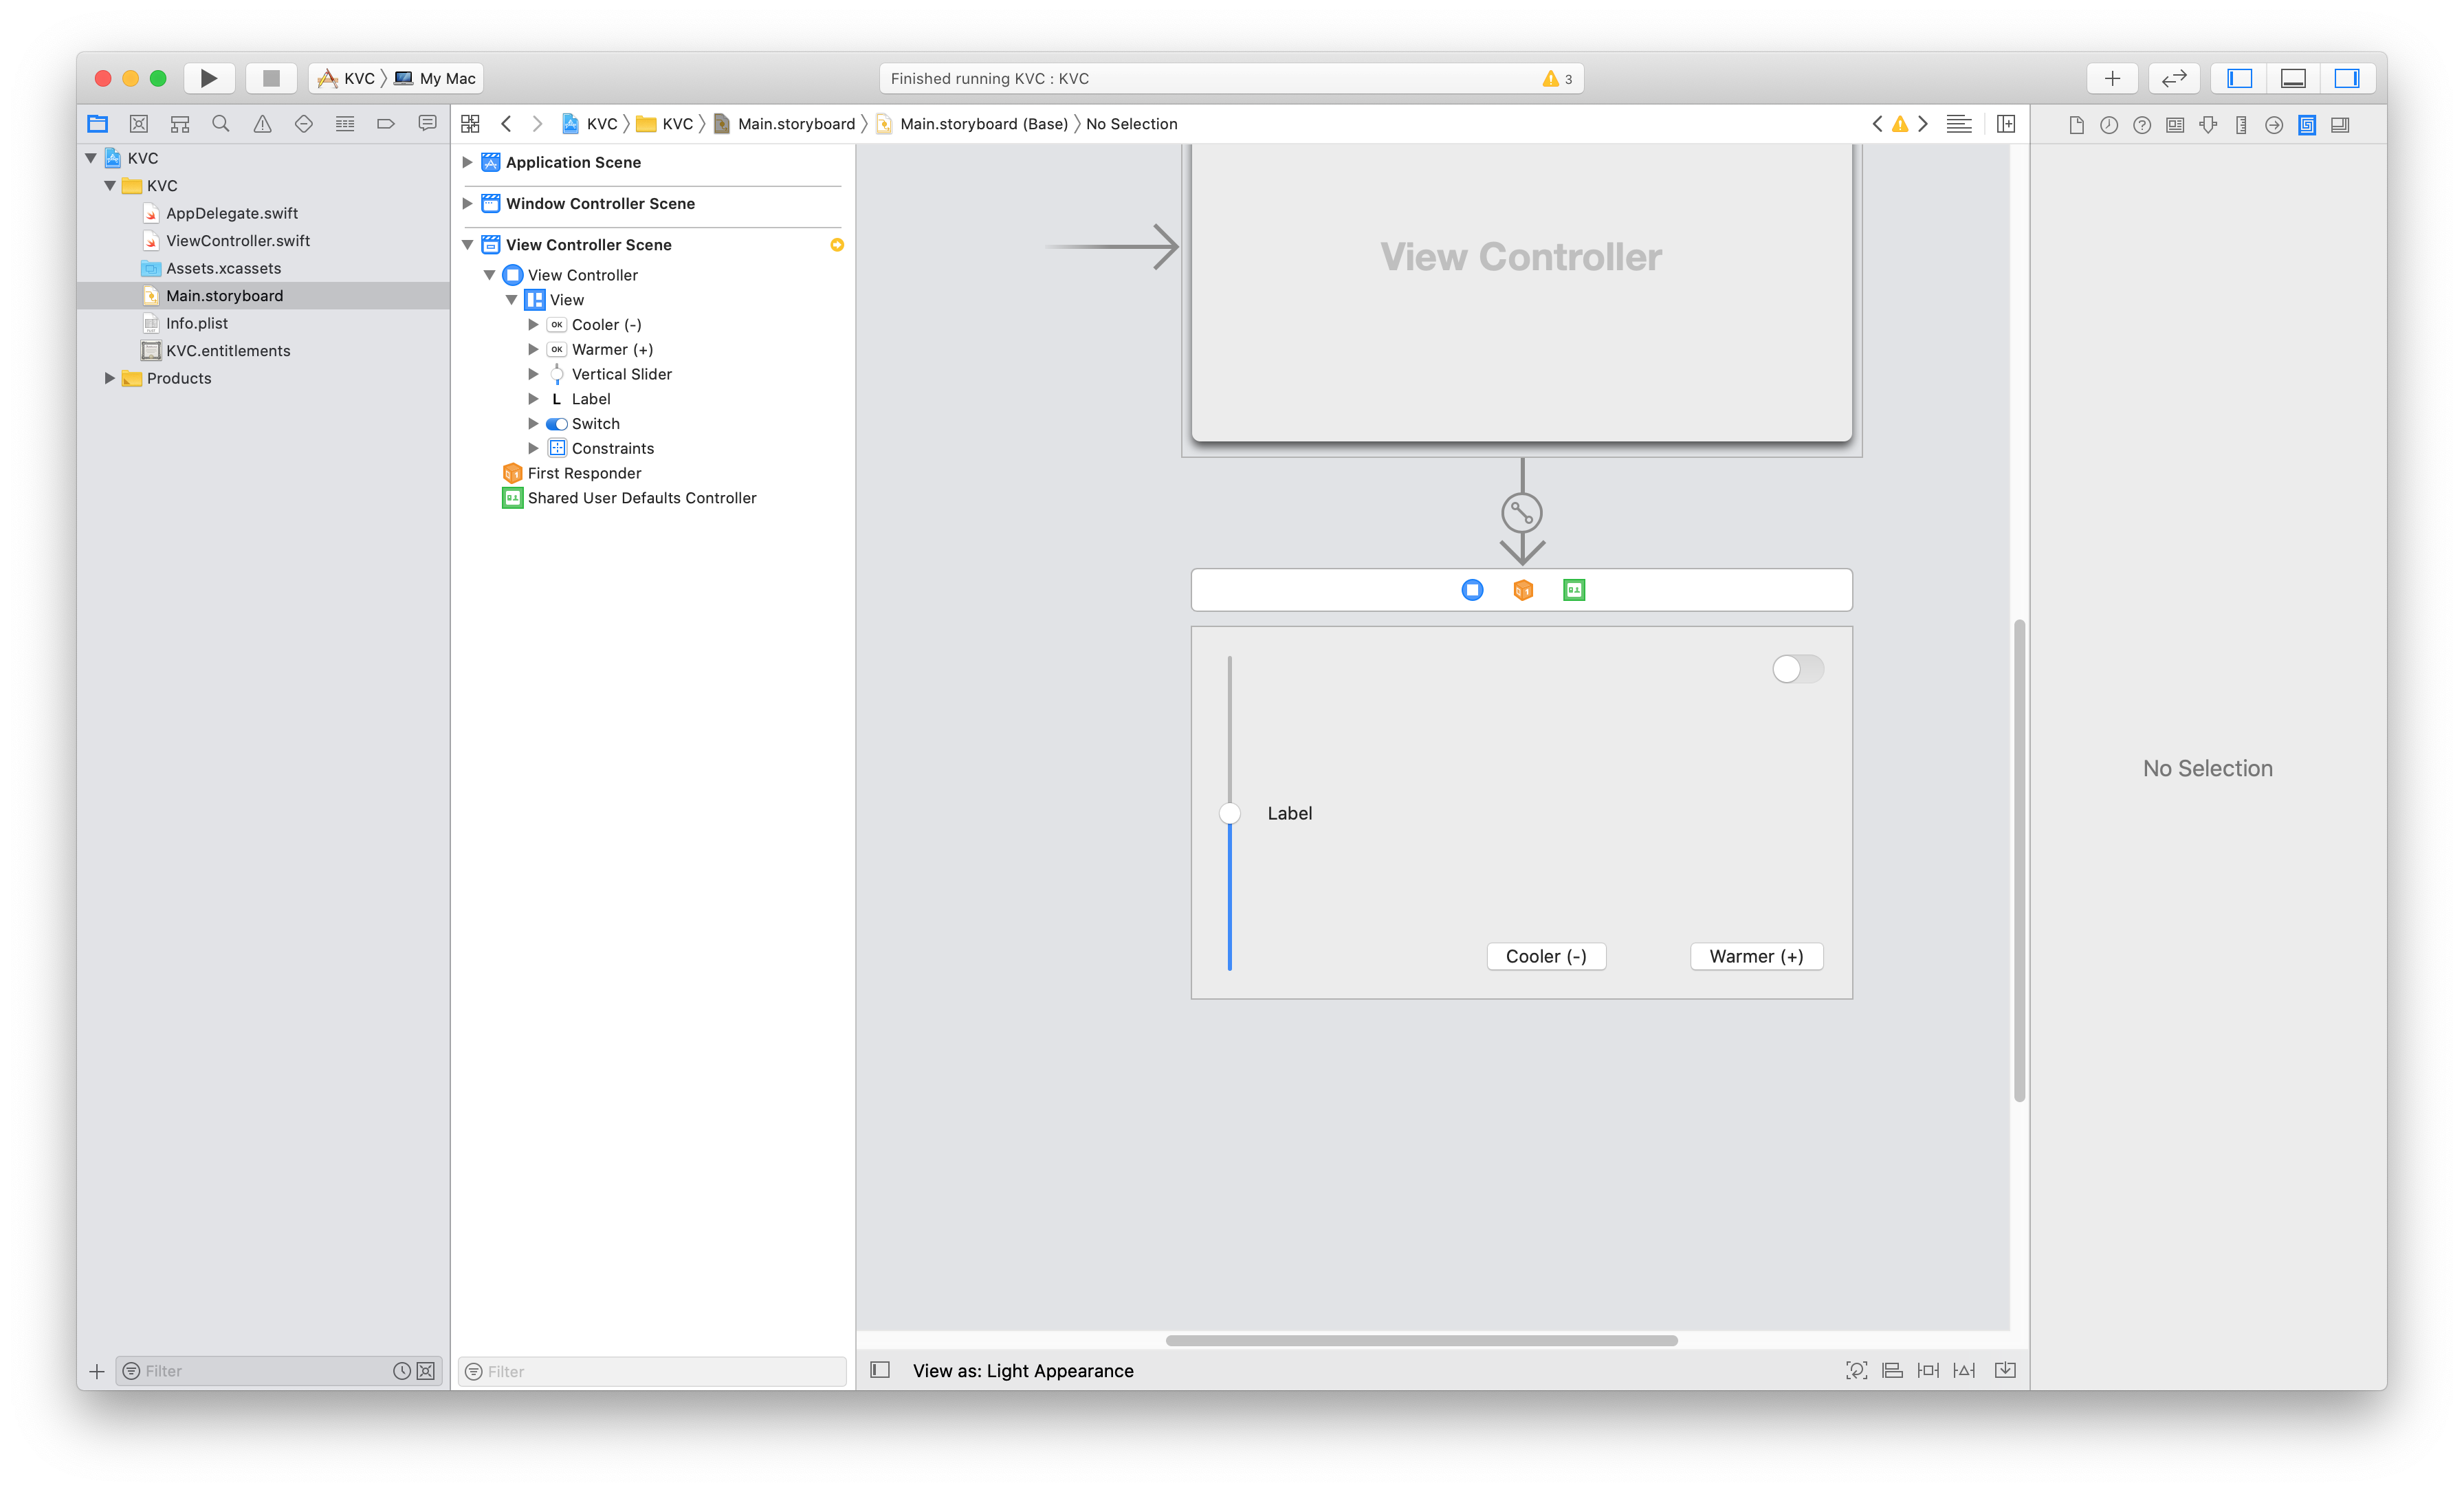 KVC 〉 My Mac
Finished running KVC : KVC
3
KVC 〉 KVC 〉 Main.storyboard 〉 Main.storyboard (Base) 〉 No Selection
KVC
KVC
AppDelegate.swift
ViewController.swift
Assets.xcassets
Main.storyboard
Info.plist
KVC.entitlements
Products
Application Scene
Window Controller Scene
View Controller Scene
View Controller
View
OK Cooler (-)
OK Warmer (+)
Vertical Slider
L Label
Switch
Constraints
First Responder
Shared User Defaults Controller
View Controller
Label
Cooler (-)
Warmer (+)
No Selection
Filter
Filter
View as: Light Appearance